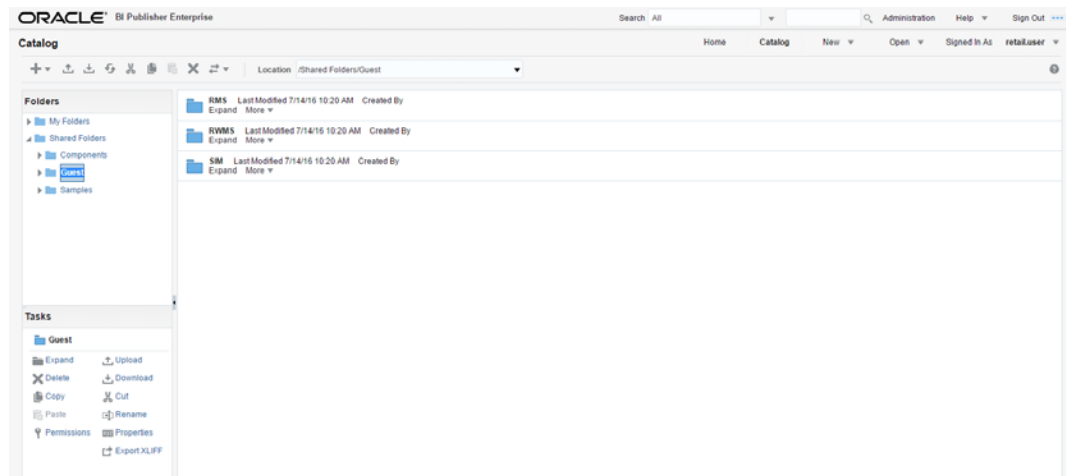 ORACLE BI Publisher Enterprise Search All Administration Help Sign Out
Catalog Home Catalog New Open Signed In As retail.user
Location /Shared Folders/Guest
Folders
My Folders
Shared Folders
Components
Guest
Samples
RMS Last Modified 7/14/16 10:20 AM Created By
Expand More
RWMS Last Modified 7/14/16 10:20 AM Created By
Expand More
SIM Last Modified 7/14/16 10:20 AM Created By
Expand More
Tasks
Guest
Expand Upload
Delete Download
Copy Cut
Paste Rename
Permissions Properties
Export XLIFF